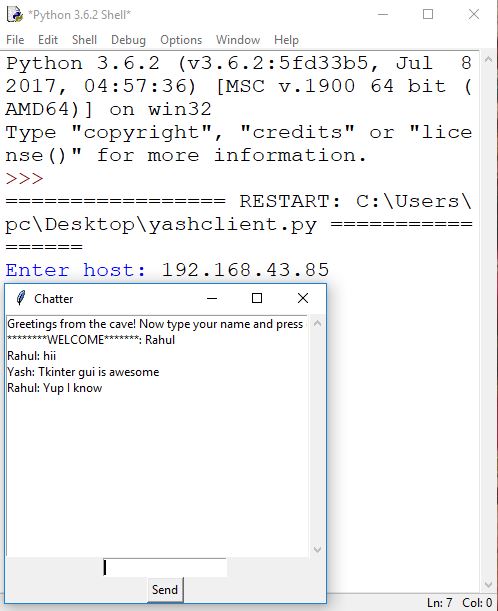 *Python 3.6.2 Shell*
File Edit Shell Debug Options Window Help
Python 3.6.2 (v3.6.2:5fd33b5, Jul  8
2017, 04:57:36) [MSC v.1900 64 bit (
AMD64)] on win32
Type "copyright", "credits" or "lice
nse()" for more information.
>>>
================= RESTART: C:\Users\
pc\Desktop\yashclient.py ===========
======
Enter host: 192.168.43.85
Chatter
Greetings from the cave! Now type your name and press
********WELCOME*******: Rahul
Rahul: hii
Yash: Tkinter gui is awesome
Rahul: Yup I know
Send
Ln: 7 Col: 0